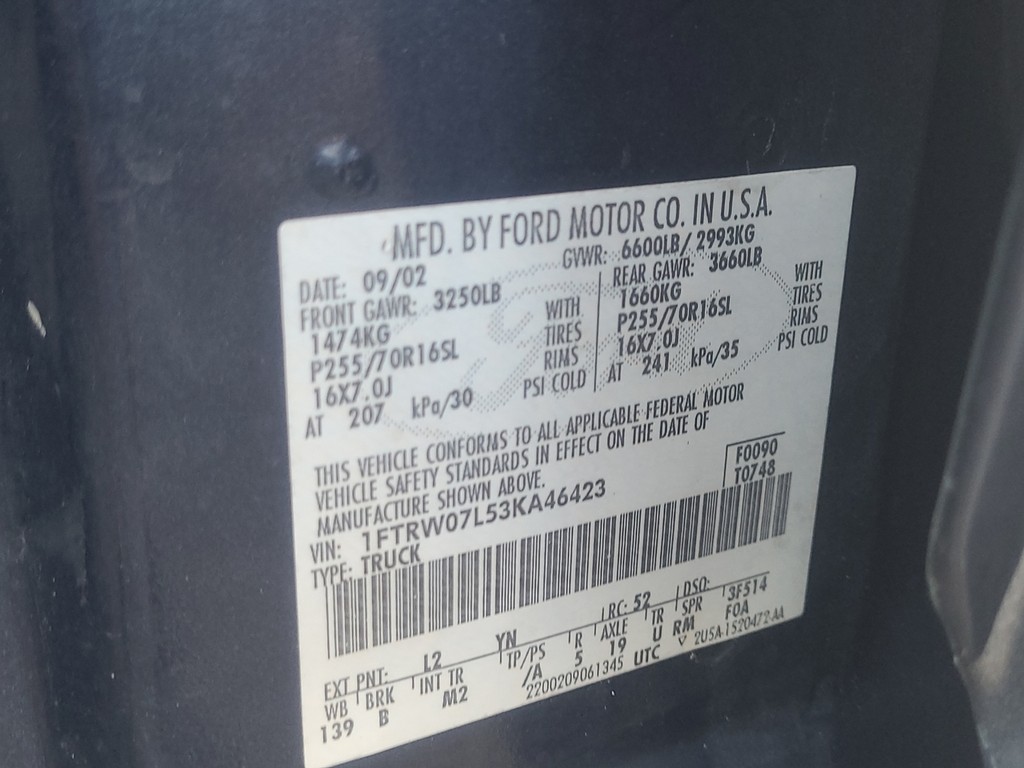 MFD. BY FORD MOTOR CO. IN U.S.A.
DATE: 09/02 GVWR: 6600LB/ 2993KG
FRONT GAWR: 3250LB REAR GAWR: 3660LB
1474KG WITH 1660KG WITH
P255/70R16SL TIRES P255/70R16SL TIRES
16X7.0J RIMS 16X7.0J RIMS
AT 207 kPa/30 PSI COLD AT 241 kPa/35 PSI COLD
THIS VEHICLE CONFORMS TO ALL APPLICABLE FEDERAL MOTOR
VEHICLE SAFETY STANDARDS IN EFFECT ON THE DATE OF
MANUFACTURE SHOWN ABOVE.
F0090
T0748
VIN: 1FTRW07L53KA46423
TYPE: TRUCK
EXT PNT: L2 YN RC: 52 DSO: 3F514
WB BRK INT TR TP/PS R AXLE TR SPR F0A
139 B M2 /A 5 19 U RM
2200209061345 UTC V 2U5A-1520472-AA